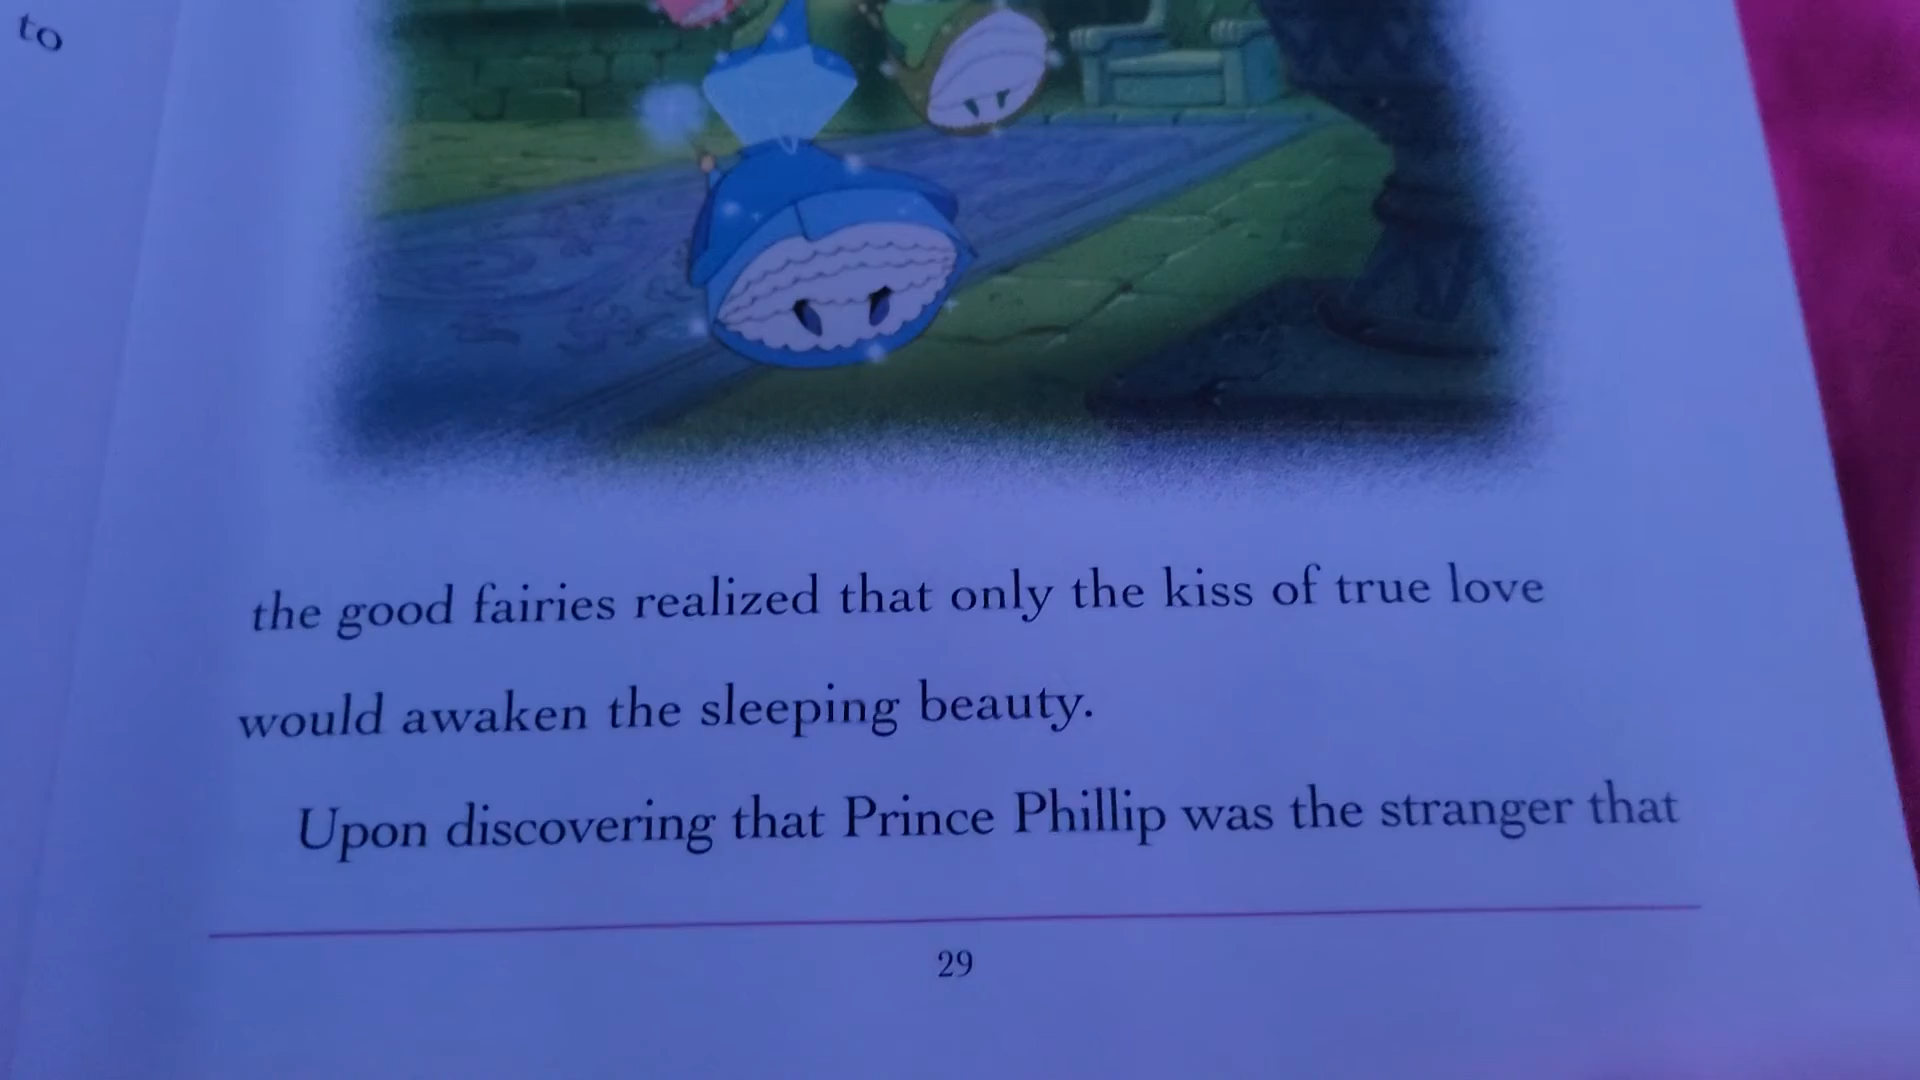 to
the good fairies realized that only the kiss of true love
would awaken the sleeping beauty.
Upon discovering that Prince Phillip was the stranger that
29